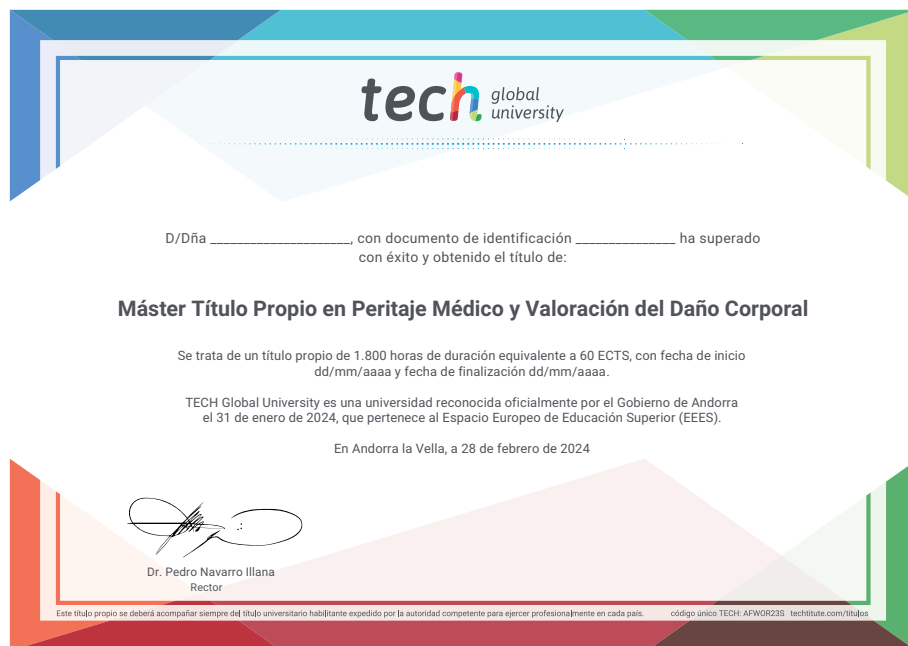 tech global
university
D/Dña _____________________, con documento de identificación _______________ ha superado
con éxito y obtenido el título de:
Máster Título Propio en Peritaje Médico y Valoración del Daño Corporal
Se trata de un título propio de 1.800 horas de duración equivalente a 60 ECTS, con fecha de inicio
dd/mm/aaaa y fecha de finalización dd/mm/aaaa.
TECH Global University es una universidad reconocida oficialmente por el Gobierno de Andorra
el 31 de enero de 2024, que pertenece al Espacio Europeo de Educación Superior (EEES).
En Andorra la Vella, a 28 de febrero de 2024
Dr. Pedro Navarro Illana
Rector
Este título propio se deberá acompañar siempre del título universitario habilitante expedido por la autoridad competente para ejercer profesionalmente en cada país. código único TECH: AFWOR23S techtitute.com/titulos